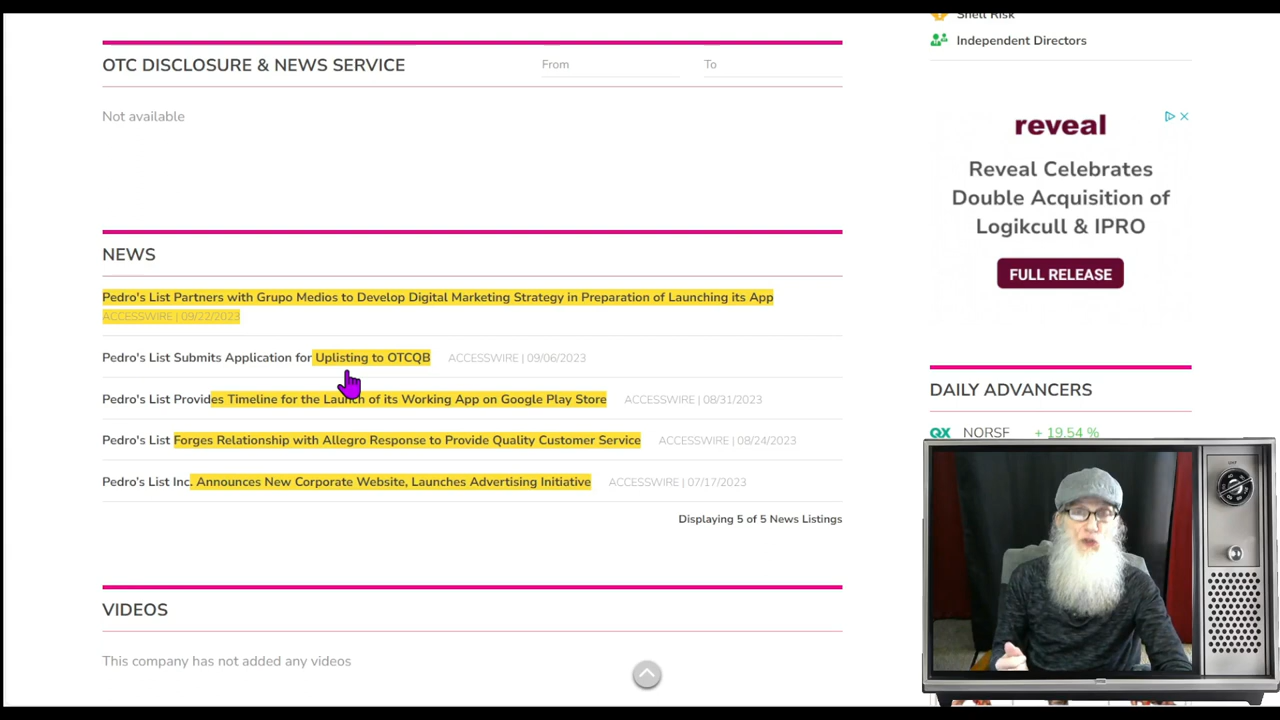 Shell Risk
Independent Directors
OTC DISCLOSURE & NEWS SERVICE
From
To
Not available
reveal
Reveal Celebrates
Double Acquisition of
Logikcull & IPRO
FULL RELEASE
NEWS
Pedro's List Partners with Grupo Medios to Develop Digital Marketing Strategy in Preparation of Launching its App
ACCESSWIRE | 09/22/2023
Pedro's List Submits Application for Uplisting to OTCQB ACCESSWIRE | 09/06/2023
Pedro's List Provides Timeline for the Launch of its Working App on Google Play Store ACCESSWIRE | 08/31/2023
Pedro's List Forges Relationship with Allegro Response to Provide Quality Customer Service ACCESSWIRE | 08/24/2023
Pedro's List Inc. Announces New Corporate Website, Launches Advertising Initiative ACCESSWIRE | 07/17/2023
Displaying 5 of 5 News Listings
DAILY ADVANCERS
QX NORSF + 19.54 %
VIDEOS
This company has not added any videos